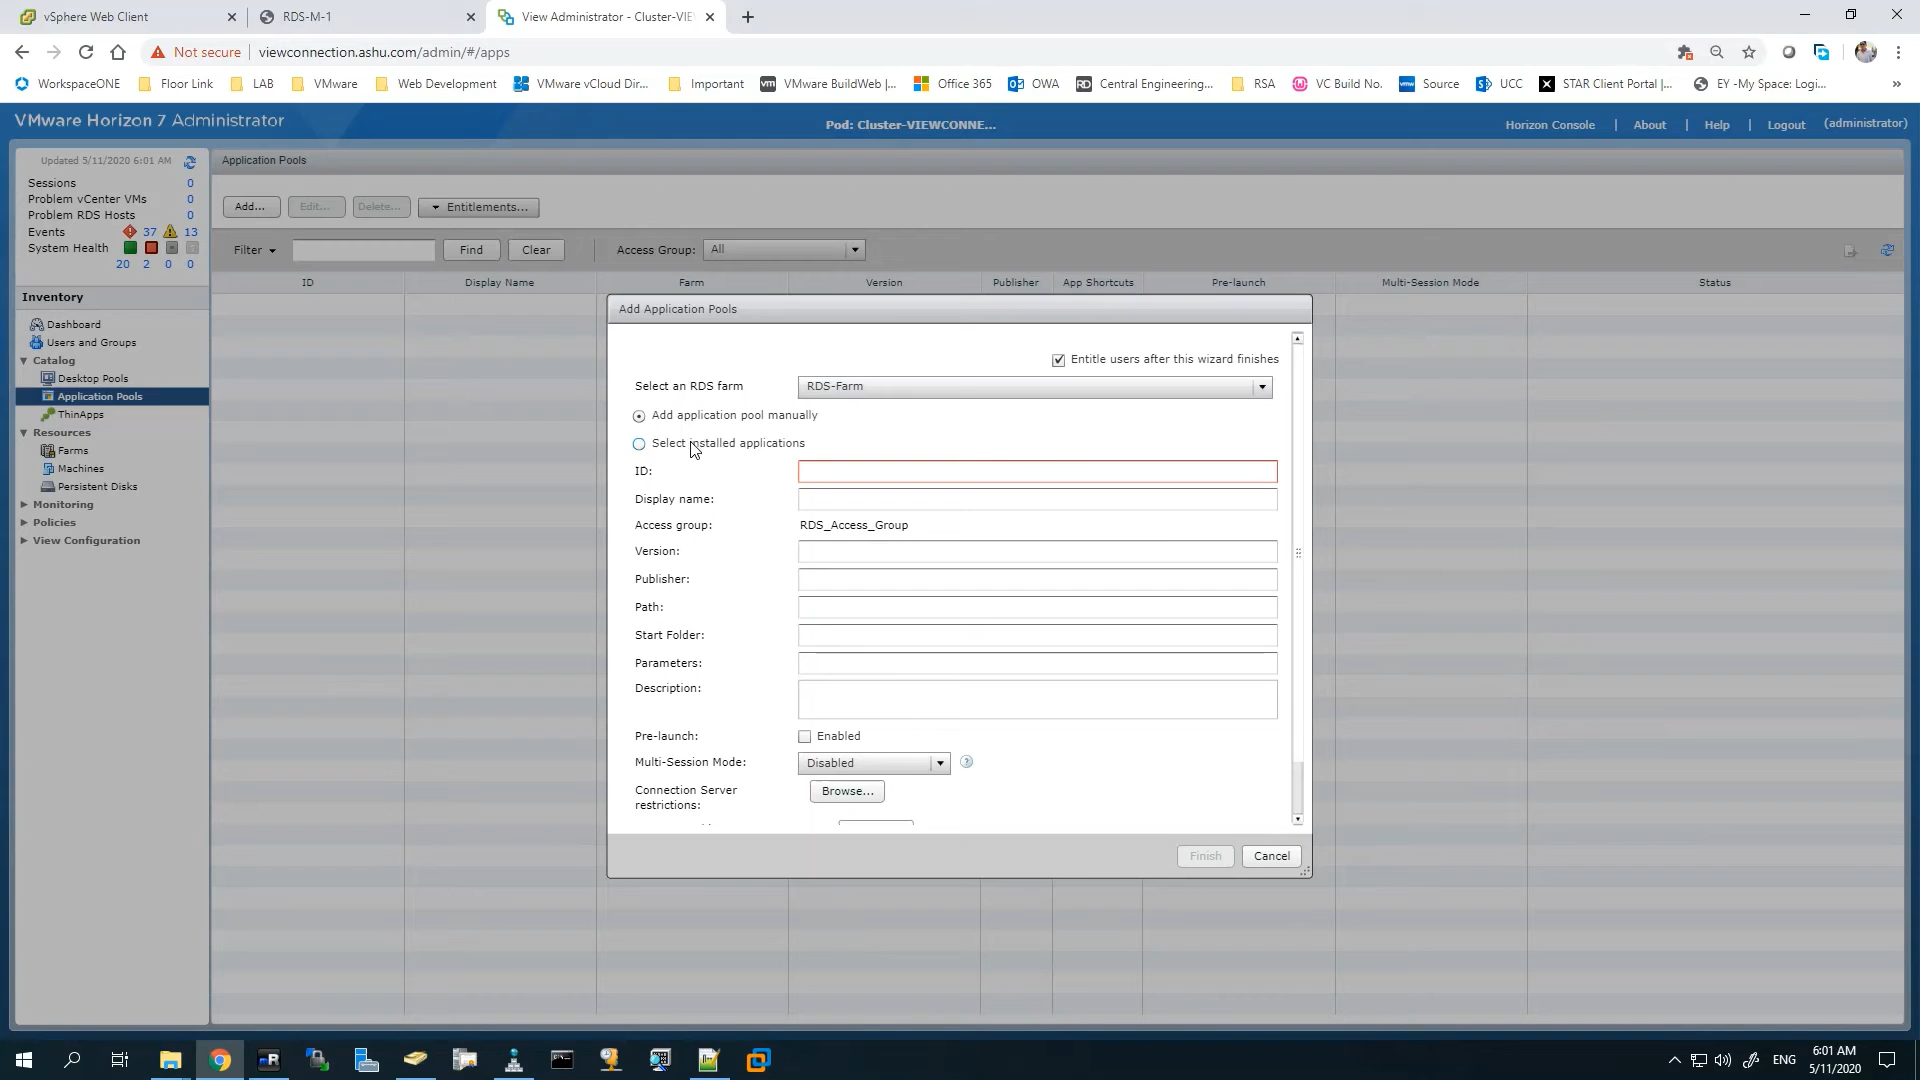 vSphere Web Client
RDS-M-1
View Administrator - Cluster-VIE
Not secure
viewconnection.ashu.com/admin/#/apps
WorkspaceONE
Floor Link
LAB
VMware
Web Development
VMware vCloud Dir...
Important
VMware BuildWeb |...
Office 365
OWA
Central Engineering...
RSA
VC Build No.
Source
UCC
STAR Client Portal |...
EY -My Space: Logi...
VMware Horizon 7 Administrator
Pod: Cluster-VIEWCONNE...
Horizon Console
About
Help
Logout
(administrator)
Updated 5/11/2020 6:01 AM
Sessions 0
Problem vCenter VMs 0
Problem RDS Hosts 0
Events 37 13
System Health
20 2 0 0
Inventory
Dashboard
Users and Groups
Catalog
Desktop Pools
Application Pools
ThinApps
Resources
Farms
Machines
Persistent Disks
Monitoring
Policies
View Configuration
Application Pools
Add...
Edit...
Delete...
Entitlements...
Filter
Find
Clear
Access Group:
All
ID
Display Name
Farm
Version
Publisher
App Shortcuts
Pre-launch
Multi-Session Mode
Status
Add Application Pools
Entitle users after this wizard finishes
Select an RDS farm
RDS-Farm
Add application pool manually
Select installed applications
ID:
Display name:
Access group:
RDS_Access_Group
Version:
Publisher:
Path:
Start Folder:
Parameters:
Description:
Pre-launch:
Enabled
Multi-Session Mode:
Disabled
Connection Server
restrictions:
Browse...
Finish
Cancel
ENG
6:01 AM
5/11/2020